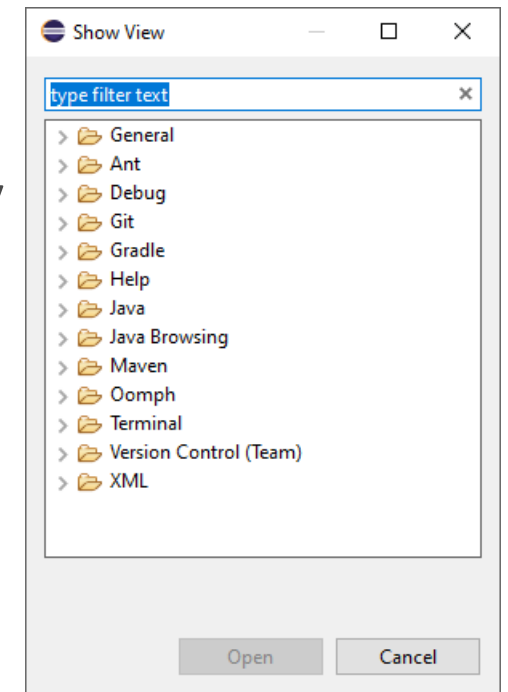 Show View
type filter text
General
Ant
Debug
Git
Gradle
Help
Java
Java Browsing
Maven
Oomph
Terminal
Version Control (Team)
XML
Open
Cancel